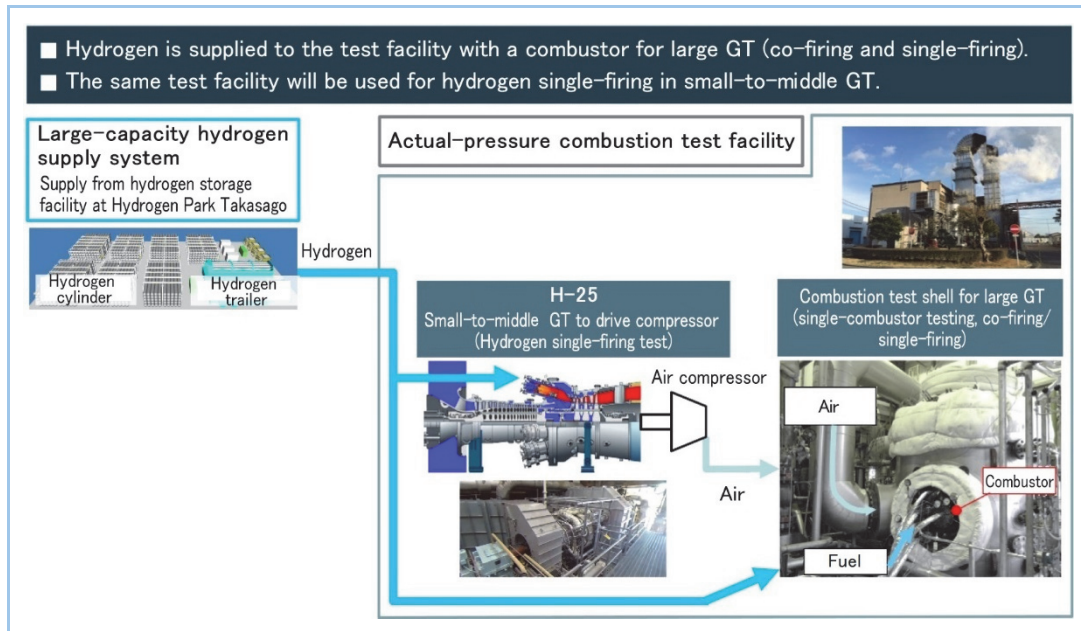 ■ Hydrogen is supplied to the test facility with a combustor for large GT (co-firing and single-firing).
■ The same test facility will be used for hydrogen single-firing in small-to-middle GT.
Large-capacity hydrogen
supply system
Supply from hydrogen storage
facility at Hydrogen Park Takasago
Actual-pressure combustion test facility
Hydrogen
cylinder
Hydrogen
trailer
Hydrogen
H-25
Small-to-middle GT to drive compressor
(Hydrogen single-firing test)
Air compressor
Air
Combustion test shell for large GT
(single-combustor testing, co-firing/
single-firing)
Air
Combustor
Fuel